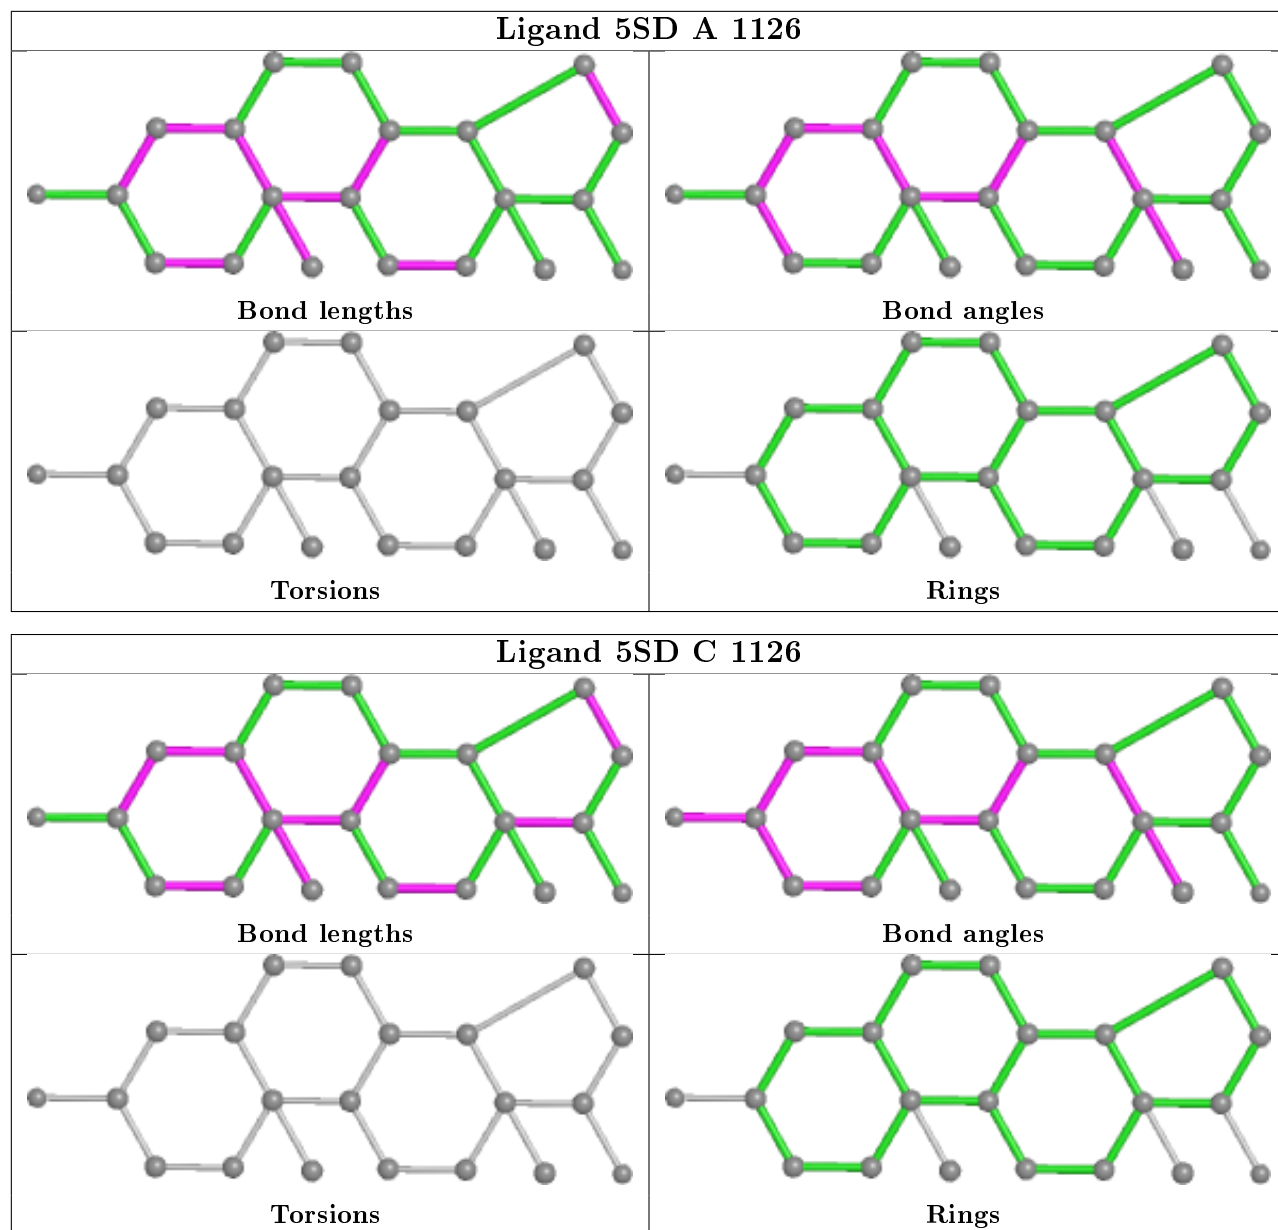 Ligand 5SD A 1126
Bond lengths
Bond angles
Torsions
Rings
Ligand 5SD C 1126
Bond lengths
Bond angles
Torsions
Rings